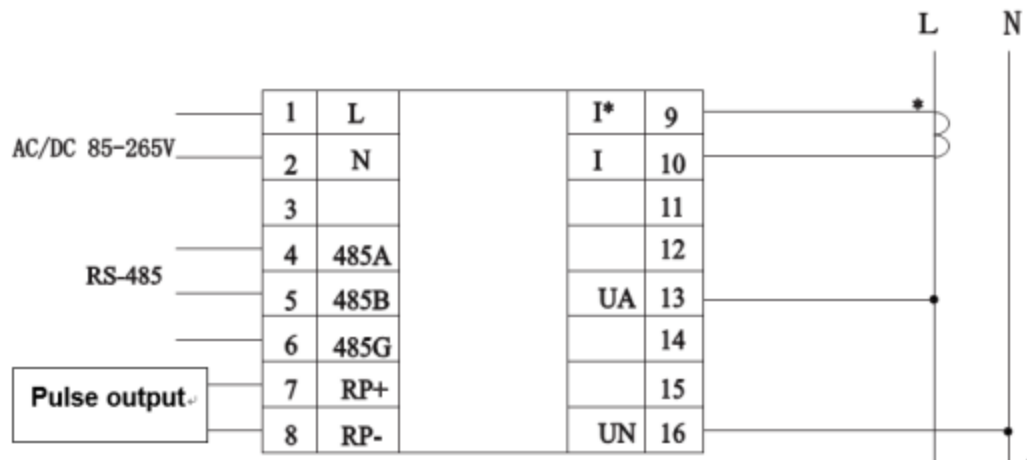 L N
1 L I* 9 *
AC/DC 85-265V 2 N I 10
3 11
4 485A 12
RS-485
5 485B UA 13
6 485G 14
7 RP+ 15
Pulse output
8 RP- UN 16